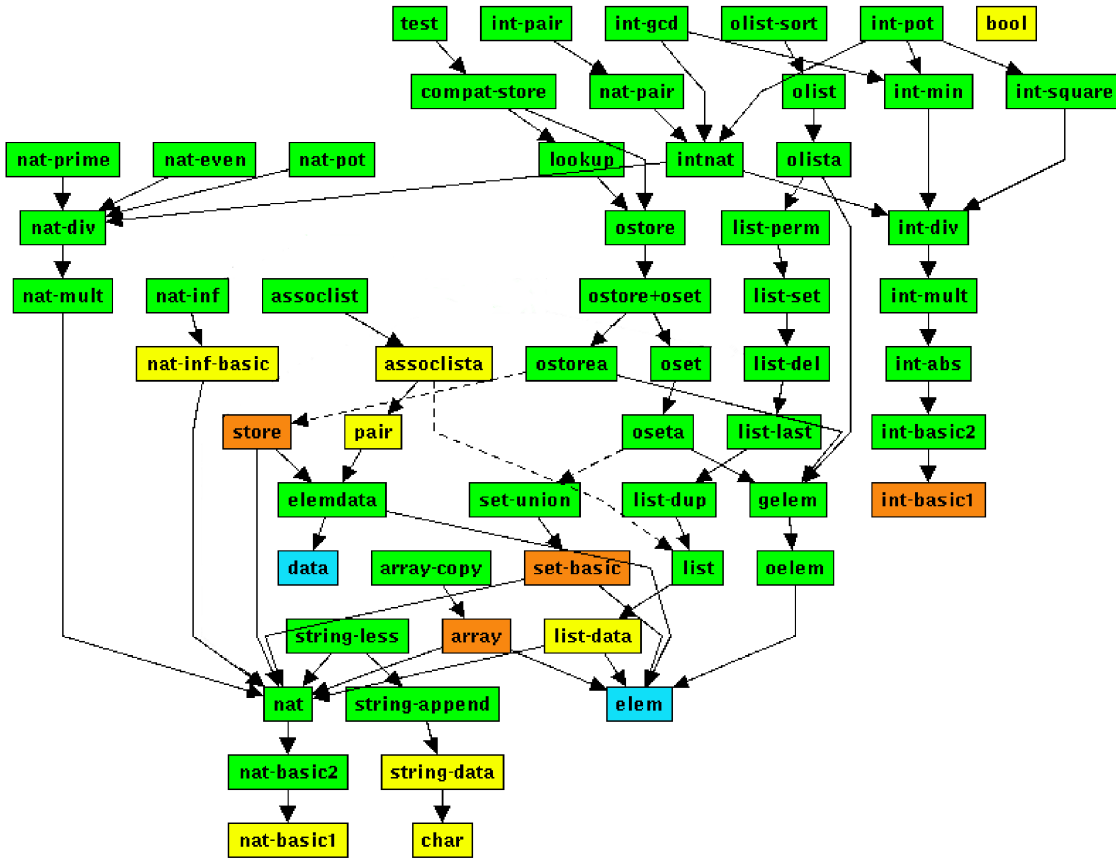 test int-pair int-gcd olist-sort int-pot bool
compat-store nat-pair olist int-min int-square
nat-prime nat-even nat-pot lookup intnat olista
nat-div ostore list-perm int-div
nat-mult nat-inf assoclist ostore+oset list-set int-mult
nat-inf-basic assoclista ostorea oset list-del int-abs
store pair oseta list-last int-basic2
elemdata set-union list-dup gelem int-basic1
data array-copy set-basic list oelem
string-less array list-data
nat string-append elem
nat-basic2 string-data
nat-basic1 char